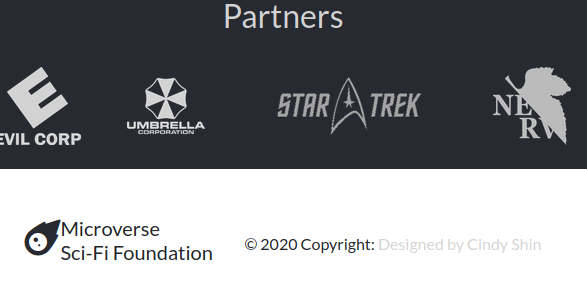 Partners
EVIL CORP
UMBRELLA
CORPORATION
STAR TREK
NE
RV
Microverse
Sci-Fi Foundation
© 2020 Copyright: Designed by Cindy Shin